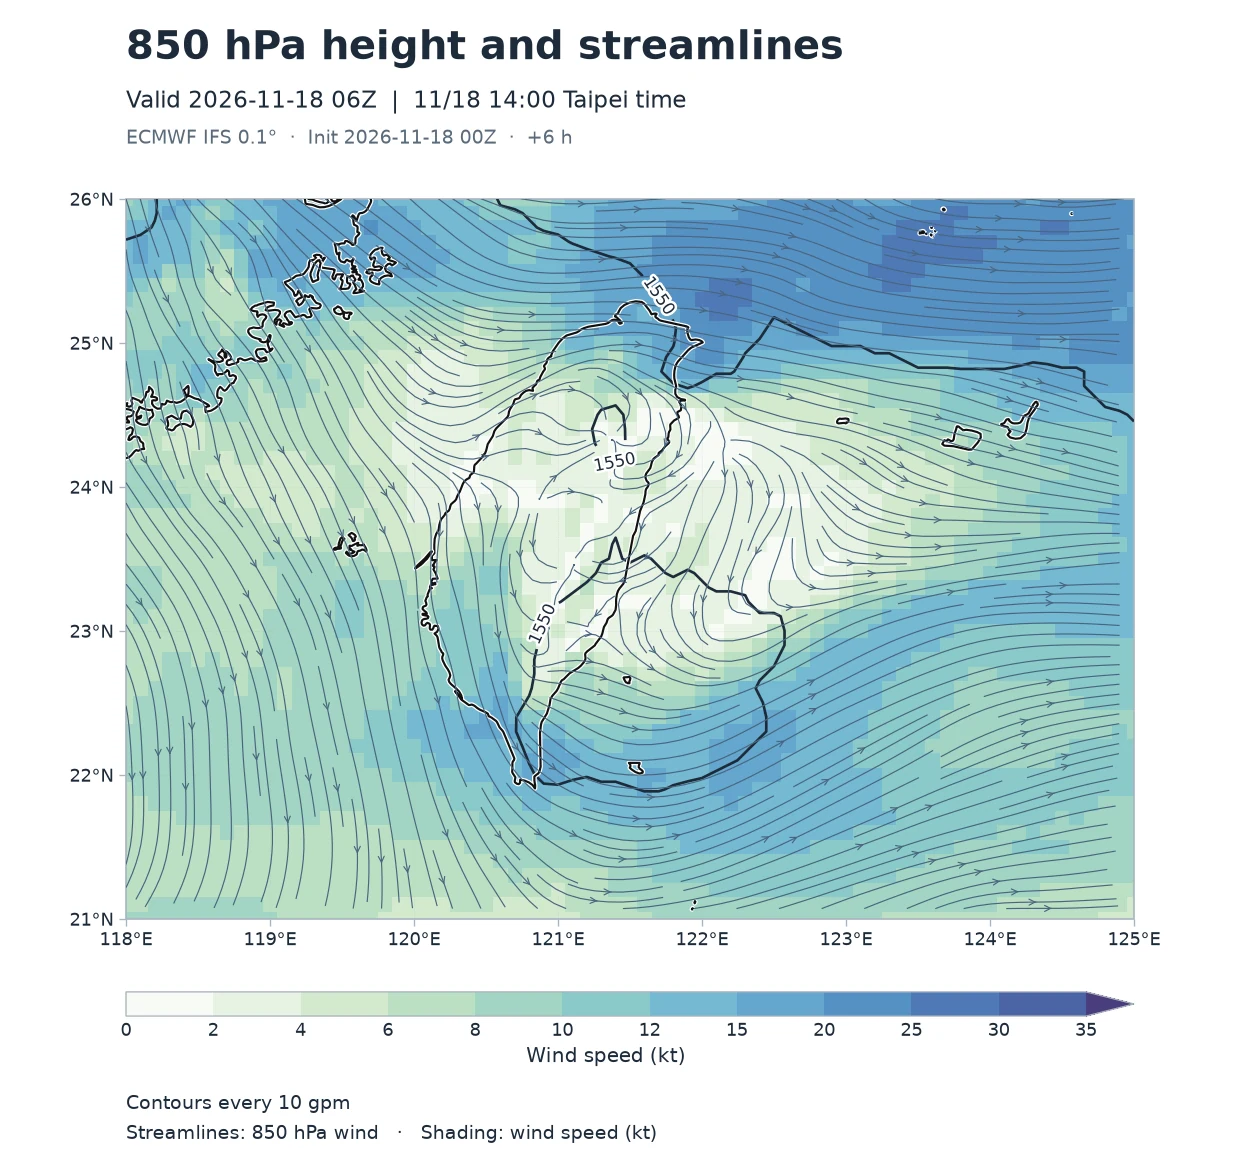 850 hPa height and streamlines
Valid 2026-11-18 06Z | 11/18 14:00 Taipei time
ECMWF IFS 0.1° · Init 2026-11-18 00Z · +6 h
26°N
25°N
24°N
23°N
22°N
21°N
1550
1550
1550
118°E 119°E 120°E 121°E 122°E 123°E 124°E 125°E
0 2 4 6 8 10 12 15 20 25 30 35
Wind speed (kt)
Contours every 10 gpm
Streamlines: 850 hPa wind · Shading: wind speed (kt)